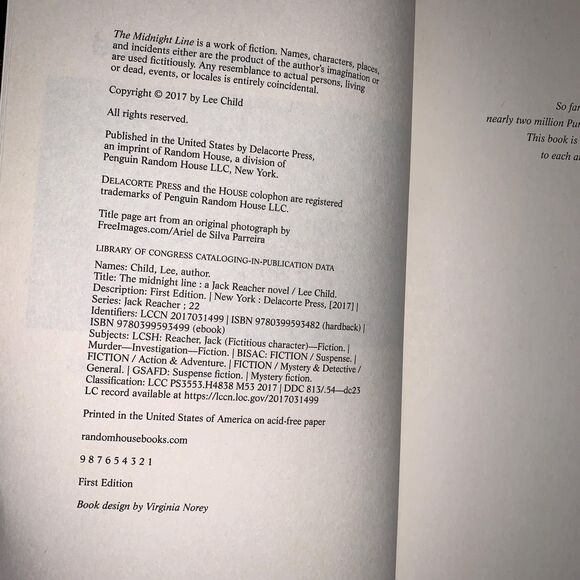 The Midnight Line is a work of fiction. Names, characters, places,
and incidents either are the product of the author's imagination or
are used fictitiously. Any resemblance to actual persons, living
or dead, events, or locales is entirely coincidental.
Copyright © 2017 by Lee Child
All rights reserved.
Published in the United States by Delacorte Press,
an imprint of Random House, a division of
Penguin Random House LLC, New York.
DELACORTE PRESS and the HOUSE colophon are registered
trademarks of Penguin Random House LLC.
Title page art from an original photograph by
FreeImages.com/Ariel de Silva Parreira
LIBRARY OF CONGRESS CATALOGING-IN-PUBLICATION DATA
Names: Child, Lee, author.
Title: The midnight line : a Jack Reacher novel / Lee Child.
Description: First Edition. | New York : Delacorte Press, [2017] |
Series: Jack Reacher ; 22
Identifiers: LCCN 2017031499 | ISBN 9780399593482 (hardback) |
ISBN 9780399593499 (ebook)
Subjects: LCSH: Reacher, Jack (Fictitious character)—Fiction. |
Murder—Investigation—Fiction. | BISAC: FICTION / Suspense. |
FICTION / Action & Adventure. | FICTION / Mystery & Detective /
General. | GSAFD: Suspense fiction. | Mystery fiction.
Classification: LCC PS3553.H4838 M53 2017 | DDC 813/.54—dc23
LC record available at https://lccn.loc.gov/2017031499
Printed in the United States of America on acid-free paper
randomhousebooks.com
9 8 7 6 5 4 3 2 1
First Edition
Book design by Virginia Norey
So far
nearly two million Pur
This book is
to each a